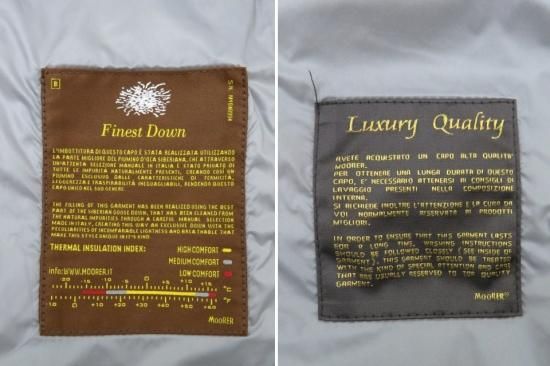 R
Finest Down
L'IMBOTTITURA DI QUESTO CAPO È STATA REALIZZATA UTILIZZANDO
LA PARTE MIGLIORE DEL PIUMINO D'OCA SIBERIANA, CHE ATTRAVERSO
UN'ATTENTA SELEZIONE MANUALE IN ITALIA È STATO PRIVATO DI
TUTTE LE IMPURITÀ NATURALMENTE PRESENTI, CREANDO COSÌ UN
PIUMINO ESCLUSIVO DALLE CARATTERISTICHE DI TERMICITÀ,
LEGGEREZZA E TRASPIRABILITÀ INEGUAGLIABILI, RENDENDO QUESTO
CAPO UNICO NEL SUO GENERE.
THE FILLING OF THIS GARMENT HAS BEEN REALIZED USING THE BEST
PART OF THE SIBERIAN GOOSE DOWN, THAT HAS BEEN CLEANED FROM
THE NATURAL IMPURITIES THROUGH A CAREFUL MANUAL SELECTION
MADE IN ITALY, CREATING THIS WAY AN EXCLUSIVE DOWN WITH THE
PECULIARITIES OF INCOMPARABLE LIGHTNESS AND BREATHABLE THAT
MAKE THIS STYLE UNIQUE IN IT'S KIND.
THERMAL INSULATION INDEX: HIGH COMFORT
MEDIUM COMFORT
info:WWW.MOORER.IT LOW COMFORT
MOORER
Luxury Quality
AVETE ACQUISTATO UN CAPO ALTA QUALITA'
MOORER.
PER OTTENERE UNA LUNGA DURATA DI QUESTO
CAPO, E' NECESSARIO ATTENERSI AI CONSIGLI DI
LAVAGGIO PRESENTI NELLA COMPOSIZIONE
INTERNA.
SI RICHIEDE INOLTRE L'ATTENZIONE E LA CURA DA
VOI NORMALMENTE RISERVATA AI PRODOTTI
MIGLIORI.
IN ORDER TO ENSURE THAT THIS GARMENT LASTS
FOR A LONG TIME, WASHING INSTRUCTIONS
SHOULD BE FOLLOWED CLOSELY (SEE INSIDE OF
GARMENT). THIS GARMENT SHOULD BE TREATED
WITH THE KIND OF SPECIAL ATTENTION AND CARE
THAT ARE USUALLY RESERVED TO TOP QUALITY
GARMENT.
MOORER